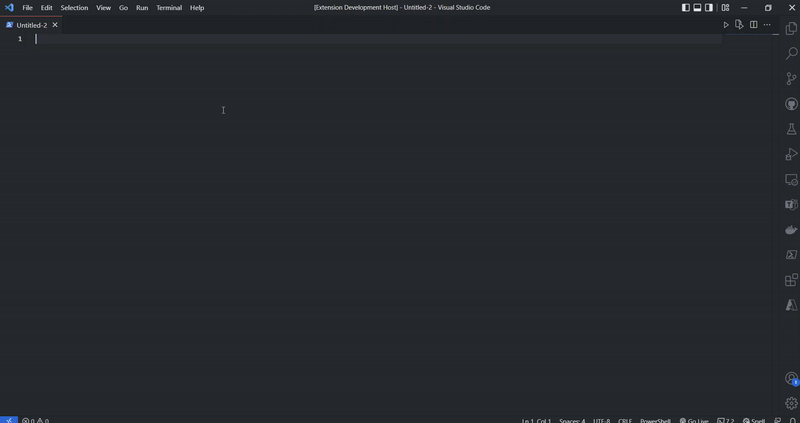 File Edit Selection View Go Run Terminal Help
[Extension Development Host] - Untitled-2 - Visual Studio Code
Untitled-2
1
1
0 0
Ln 1, Col 1 Spaces: 4 UTF-8 CRLF PowerShell Go Live 7.2 Spell